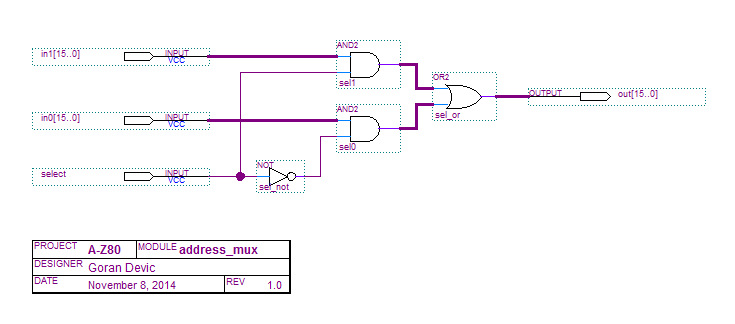 AND2
in1[15..0]
INPUT
VCC
sel1
OR2
OUTPUT
out[15..0]
sel_or
AND2
in0[15..0]
INPUT
VCC
sel0
NOT
select
INPUT
VCC
sel_not
PROJECT A-Z80 MODULE address_mux
DESIGNER Goran Devic
DATE November 8, 2014 REV 1.0